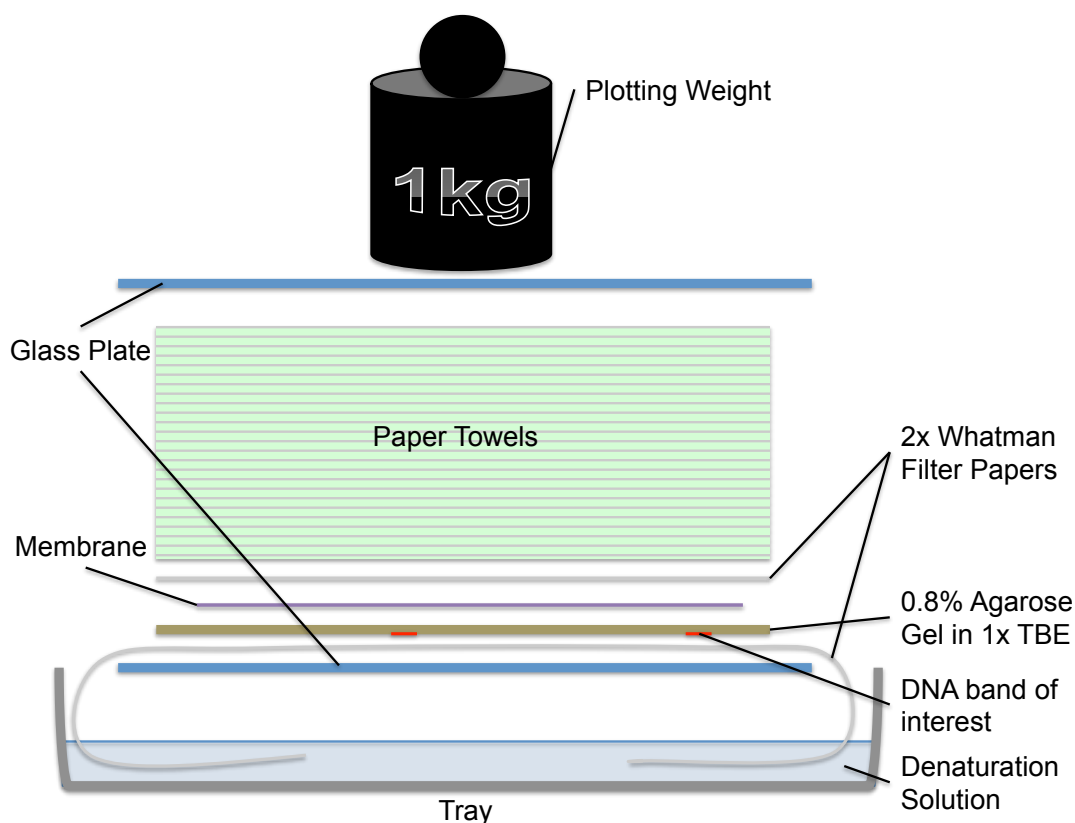 Plotting Weight
1kg
Glass Plate
Paper Towels
2x Whatman
Filter Papers
Membrane
0.8% Agarose
Gel in 1x TBE
DNA band of
interest
Denaturation
Solution
Tray